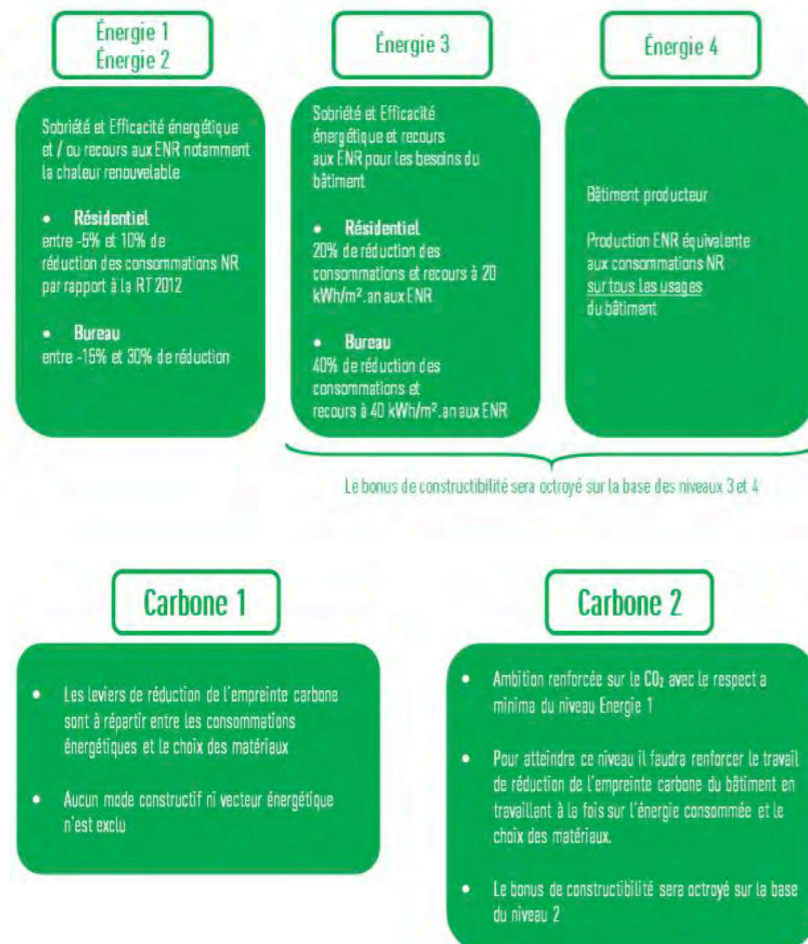 Énergie 1
Énergie 2
Sobriété et Efficacité énergétique
et / ou recours aux ENR notamment
la chaleur renouvelable
• Résidentiel
entre -5% et 10% de
réduction des consommations NR
par rapport à la RT 2012
• Bureau
entre -15% et 30% de réduction
Énergie 3
Sobriété et Efficacité
énergétique et recours
aux ENR pour les besoins du
bâtiment
• Résidentiel
20% de réduction des
consommations et recours à 20
kWh/m².an aux ENR
• Bureau
40% de réduction des
consommations et
recours à 40 kWh/m².an aux ENR
Énergie 4
Bâtiment producteur
Production ENR équivalente
aux consommations NR
sur tous les usages
du bâtiment
Le bonus de constructibilité sera octroyé sur la base des niveaux 3 et 4
Carbone 1
• Les leviers de réduction de l'empreinte carbone
sont à répartir entre les consommations
énergétiques et le choix des matériaux
• Aucun mode constructif ni vecteur énergétique
n'est exclu
Carbone 2
• Ambition renforcée sur le CO₂ avec le respect a
minima du niveau Energie 1
• Pour atteindre ce niveau il faudra renforcer le travail
de réduction de l'empreinte carbone du bâtiment en
travaillant à la fois sur l'énergie consommée et le
choix des matériaux.
• Le bonus de constructibilité sera octroyé sur la base
du niveau 2